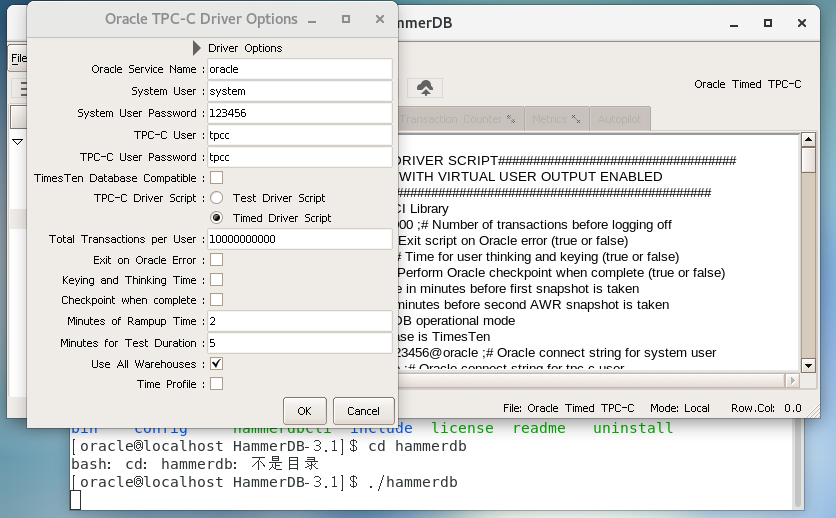 Oracle TPC-C Driver Options
Driver Options
Oracle Service Name : oracle
System User : system
System User Password : 123456
TPC-C User : tpcc
TPC-C User Password : tpcc
TimesTen Database Compatible :
TPC-C Driver Script : Test Driver Script
Timed Driver Script
Total Transactions per User : 10000000000
Exit on Oracle Error :
Keying and Thinking Time :
Checkpoint when complete :
Minutes of Rampup Time : 2
Minutes for Test Duration : 5
Use All Warehouses :
Time Profile :
OK Cancel
HammerDB
File
Oracle Timed TPC-C
Transaction Counter Metrics Autopilot
DRIVER SCRIPT##################################
WITH VIRTUAL USER OUTPUT ENABLED
#############################################
CI Library
000 ;# Number of transactions before logging off
Exit script on Oracle error (true or false)
# Time for user thinking and keying (true or false)
Perform Oracle checkpoint when complete (true or false)
e in minutes before first snapshot is taken
minutes before second AWR snapshot is taken
DB operational mode
ase is TimesTen
23456@oracle ;# Oracle connect string for system user
;# Oracle connect string for tpc-c user
File: Oracle Timed TPC-C Mode: Local Row.Col: 0.0
bin config hammerdbcli include license readme uninstall
[oracle@localhost HammerDB-3.1]$ cd hammerdb
bash: cd: hammerdb: 不是目录
[oracle@localhost HammerDB-3.1]$ ./hammerdb